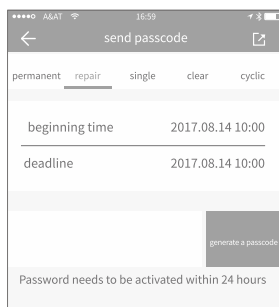 A&AT 16:59
send passcode
permanent repair single clear cyclic
beginning time 2017.08.14 10:00
deadline 2017.08.14 10:00
generate a passcode
Password needs to be activated within 24 hours